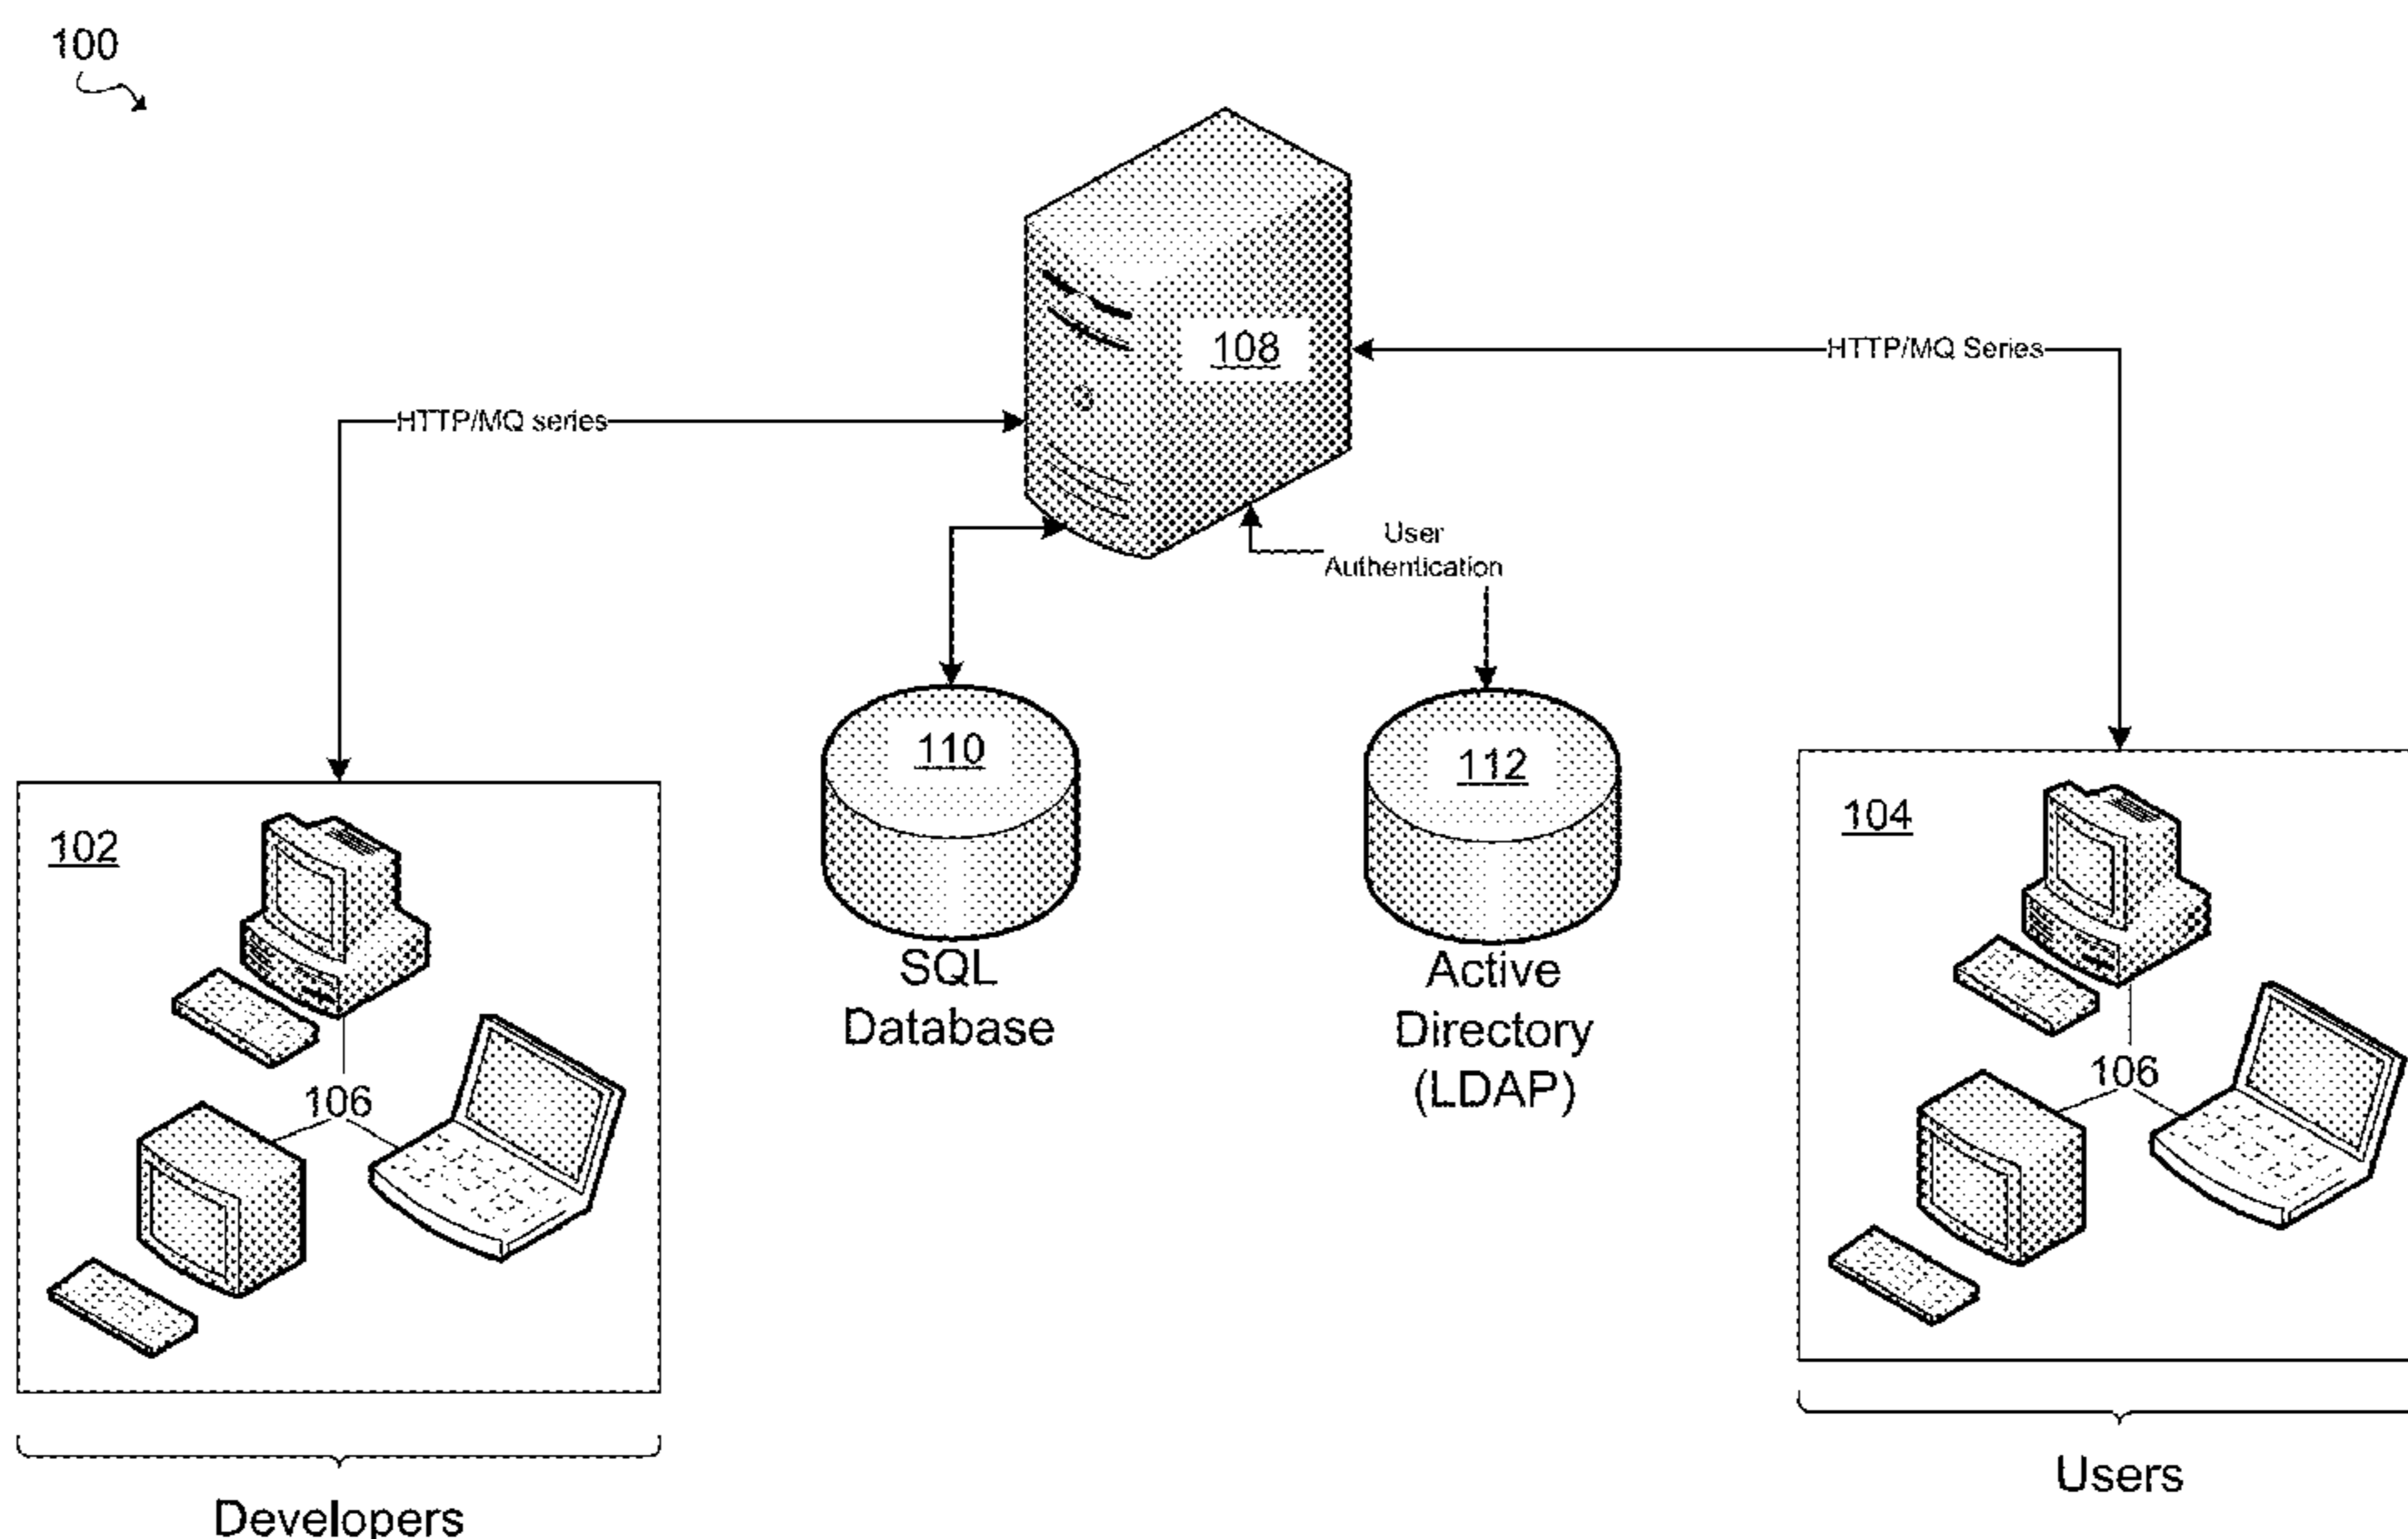 100
108
HTTP/MQ Series
HTTP/MQ series
User
Authentication
110
112
102
104
SQL
Database
Active
Directory
(LDAP)
106
106
Developers
Users